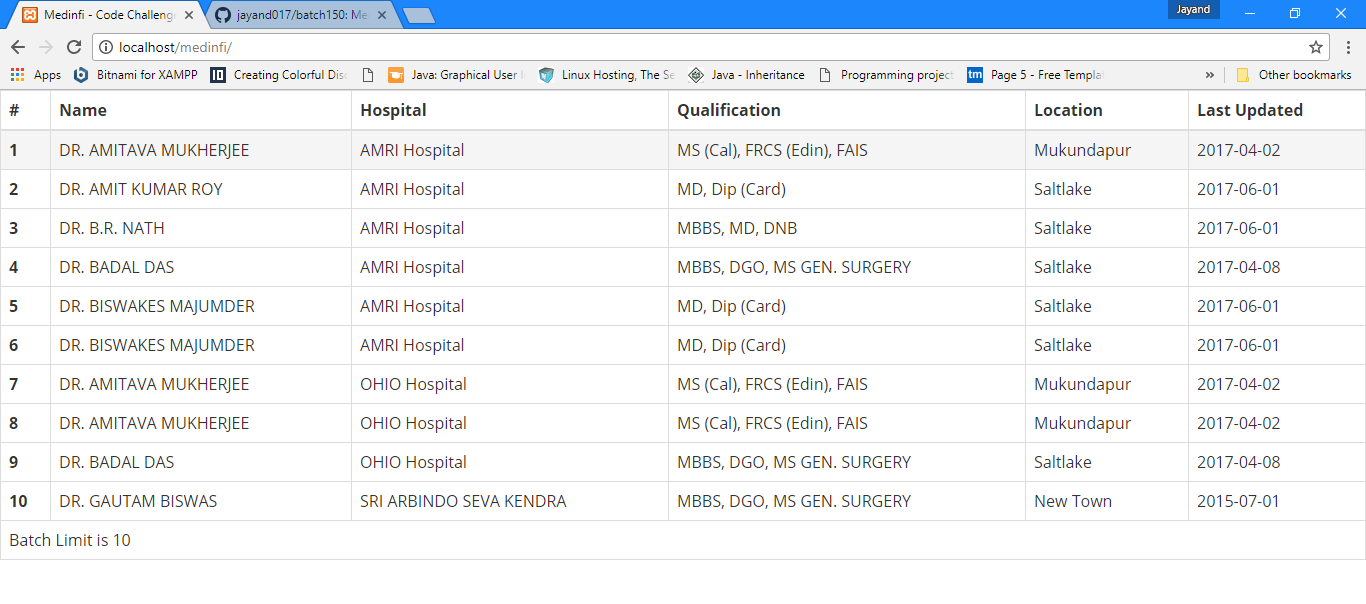 Medinfi - Code Challeng
jayand017/batch150: Me
Jayand
localhost/medinfi/
Apps Bitnami for XAMPP Creating Colorful Dis Java: Graphical User I Linux Hosting, The Se Java - Inheritance Programming project tm Page 5 - Free Templa » Other bookmarks
# Name Hospital Qualification Location Last Updated
1 DR. AMITAVA MUKHERJEE AMRI Hospital MS (Cal), FRCS (Edin), FAIS Mukundapur 2017-04-02
2 DR. AMIT KUMAR ROY AMRI Hospital MD, Dip (Card) Saltlake 2017-06-01
3 DR. B.R. NATH AMRI Hospital MBBS, MD, DNB Saltlake 2017-06-01
4 DR. BADAL DAS AMRI Hospital MBBS, DGO, MS GEN. SURGERY Saltlake 2017-04-08
5 DR. BISWAKES MAJUMDER AMRI Hospital MD, Dip (Card) Saltlake 2017-06-01
6 DR. BISWAKES MAJUMDER AMRI Hospital MD, Dip (Card) Saltlake 2017-06-01
7 DR. AMITAVA MUKHERJEE OHIO Hospital MS (Cal), FRCS (Edin), FAIS Mukundapur 2017-04-02
8 DR. AMITAVA MUKHERJEE OHIO Hospital MS (Cal), FRCS (Edin), FAIS Mukundapur 2017-04-02
9 DR. BADAL DAS OHIO Hospital MBBS, DGO, MS GEN. SURGERY Saltlake 2017-04-08
10 DR. GAUTAM BISWAS SRI ARBINDO SEVA KENDRA MBBS, DGO, MS GEN. SURGERY New Town 2015-07-01
Batch Limit is 10